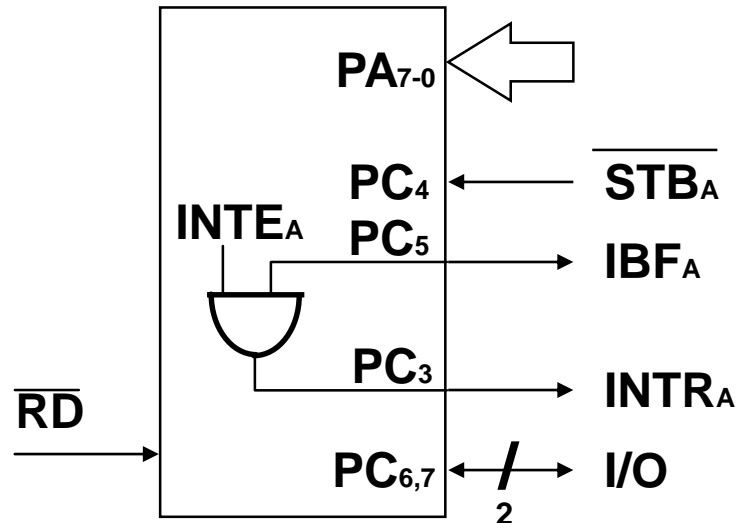 PA7-0
PC4 STBA
INTEA
PC5 IBFA
PC3 INTRA
RD
PC6,7 I/O
2